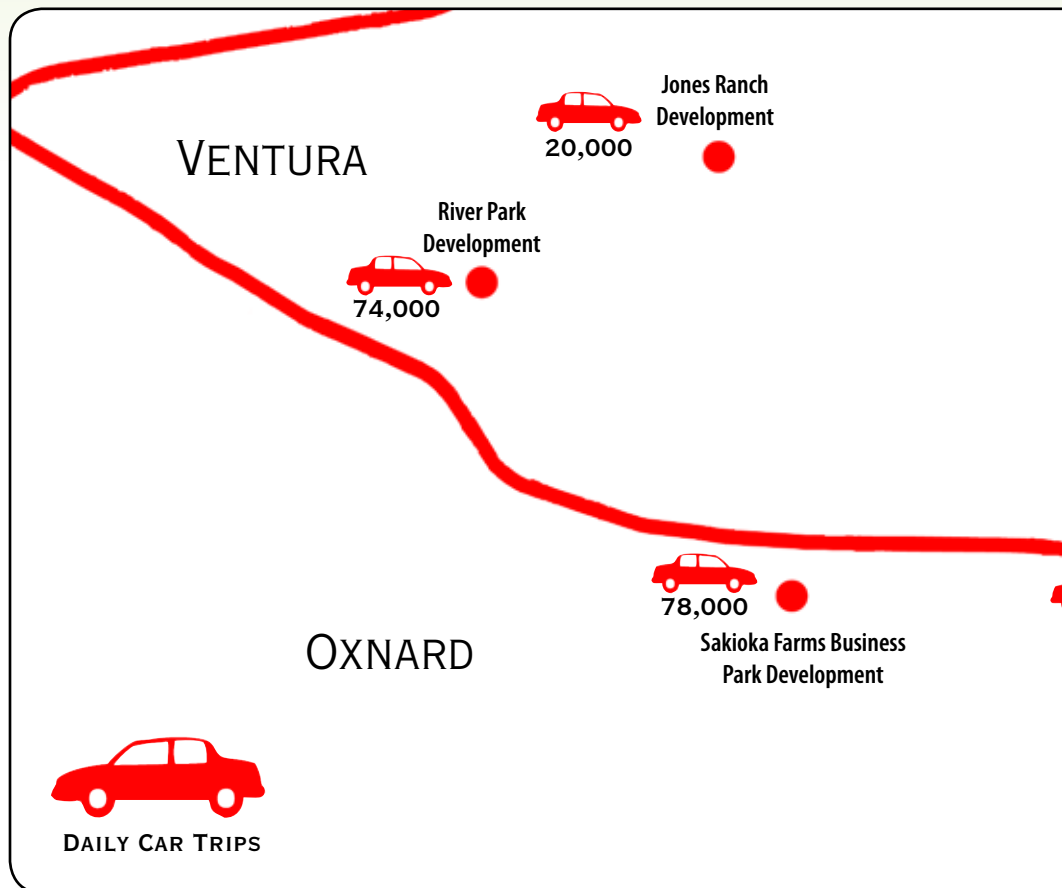 Jones Ranch
Development
20,000
VENTURA
River Park
Development
74,000
78,000
Sakioka Farms Business
Park Development
OXNARD
DAILY CAR TRIPS